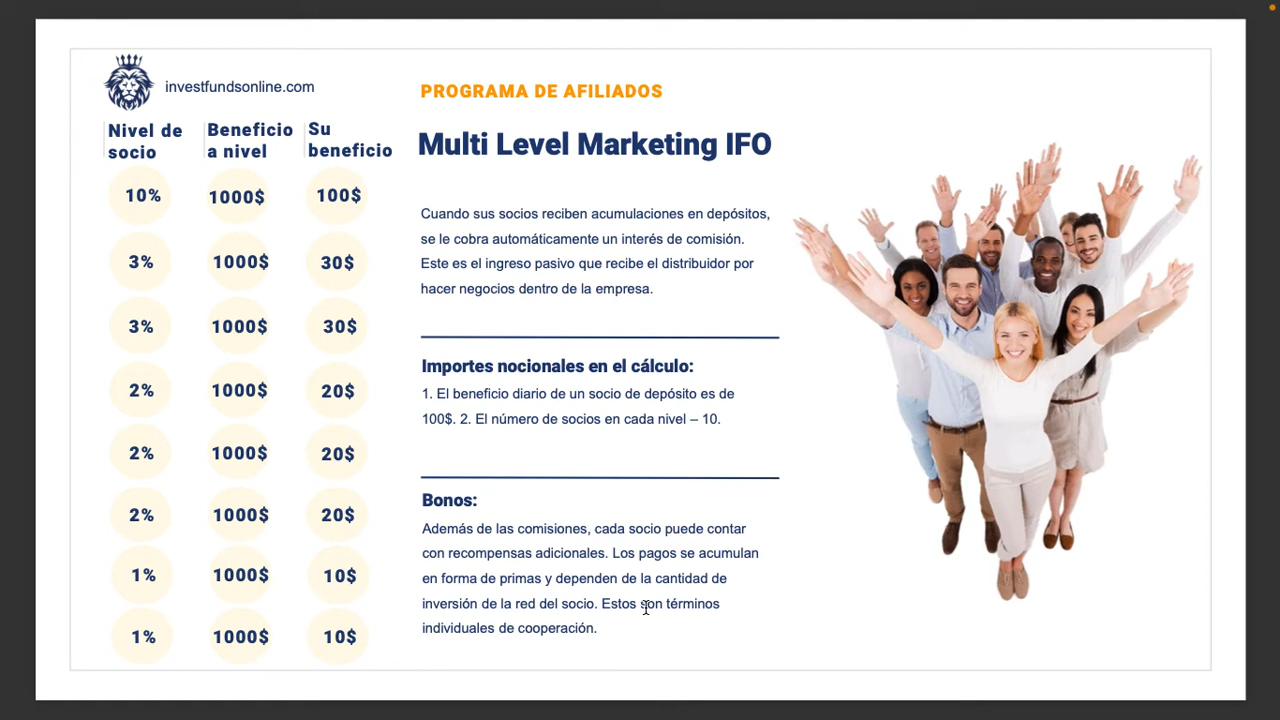 investfundsonline.com
Nivel de
socio
Beneficio
a nivel
Su
beneficio
10% 1000$ 100$
3% 1000$ 30$
3% 1000$ 30$
2% 1000$ 20$
2% 1000$ 20$
2% 1000$ 20$
1% 1000$ 10$
1% 1000$ 10$
PROGRAMA DE AFILIADOS
Multi Level Marketing IFO
Cuando sus socios reciben acumulaciones en depósitos,
se le cobra automáticamente un interés de comisión.
Este es el ingreso pasivo que recibe el distribuidor por
hacer negocios dentro de la empresa.
Importes nocionales en el cálculo:
1. El beneficio diario de un socio de depósito es de
100$. 2. El número de socios en cada nivel – 10.
Bonos:
Además de las comisiones, cada socio puede contar
con recompensas adicionales. Los pagos se acumulan
en forma de primas y dependen de la cantidad de
inversión de la red del socio. Estos son términos
individuales de cooperación.